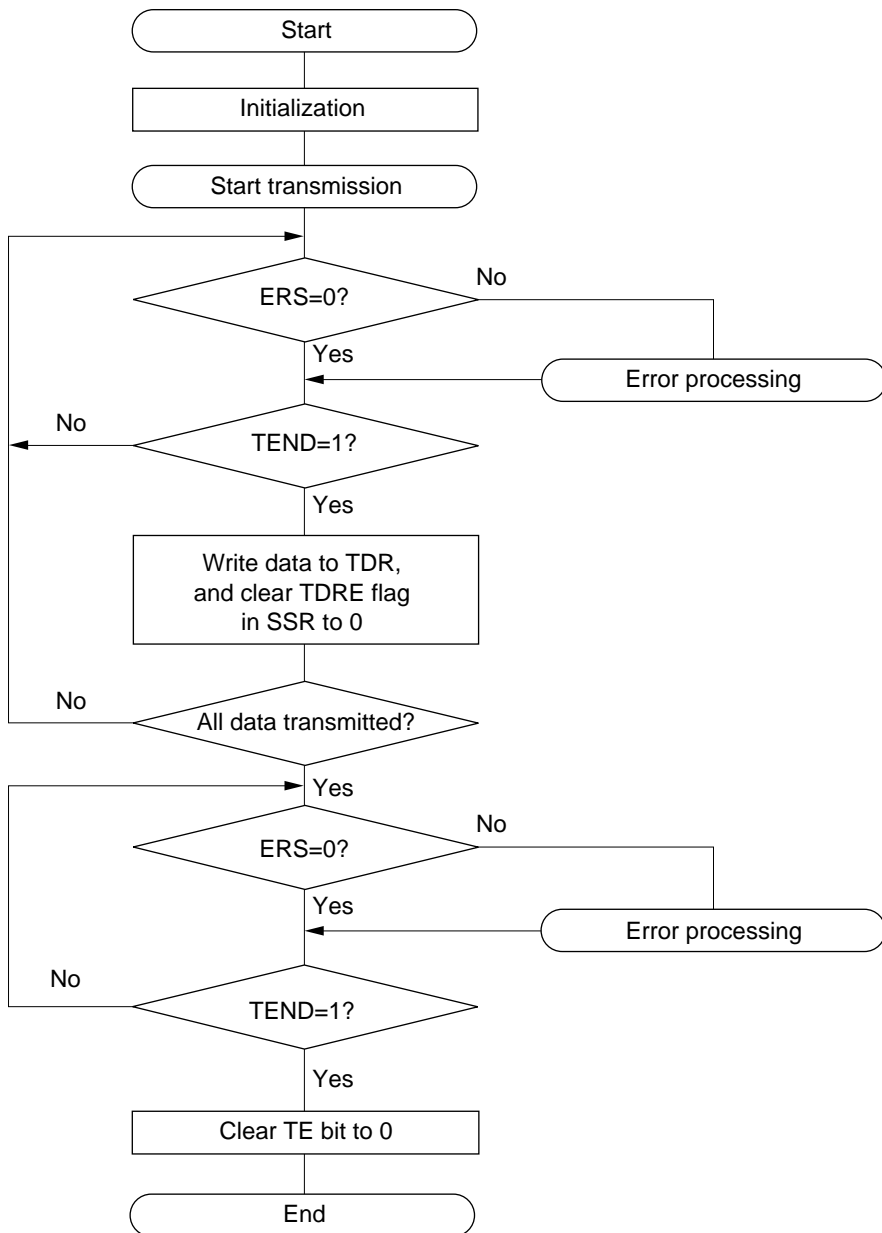 Start
Initialization
Start transmission
ERS=0?
No
Yes
Error processing
No
TEND=1?
Yes
Write data to TDR,
and clear TDRE flag
in SSR to 0
No
All data transmitted?
Yes
ERS=0?
No
Yes
Error processing
No
TEND=1?
Yes
Clear TE bit to 0
End